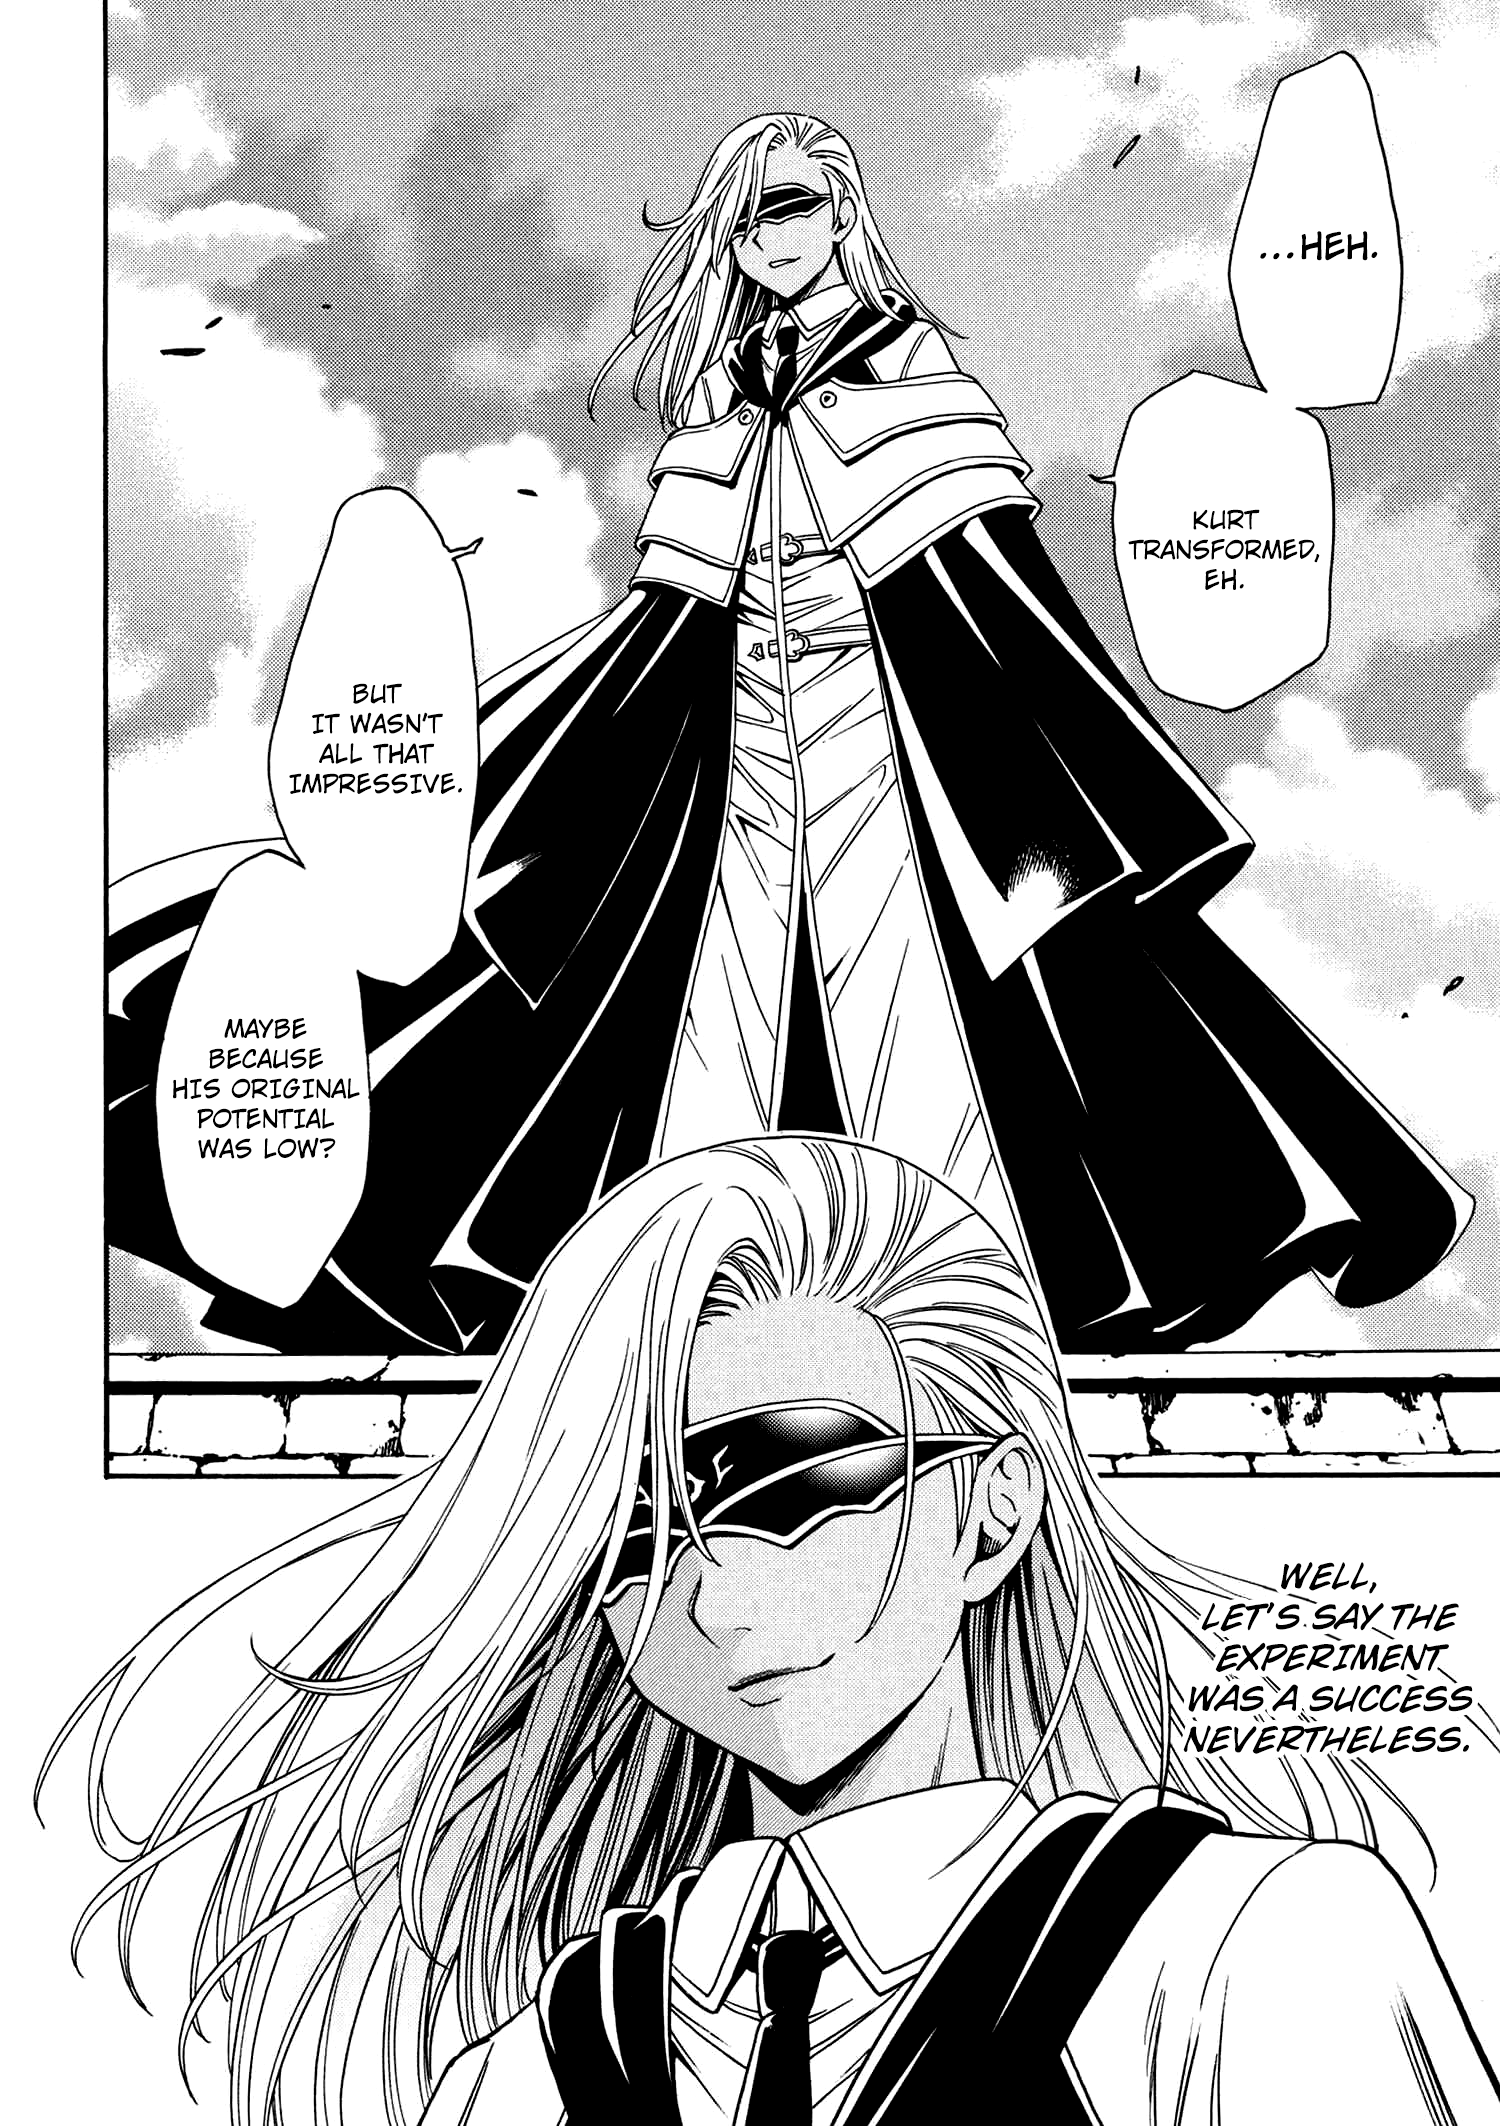 ...HEH.
KURT
TRANSFORMED,
EH.
BUT
IT WASN'T
ALL THAT
IMPRESSIVE.
MAYBE
BECAUSE
HIS ORIGINAL
POTENTIAL
WAS LOW?
WELL,
LET'S SAY THE
EXPERIMENT
WAS A SUCCESS
NEVERTHELESS.